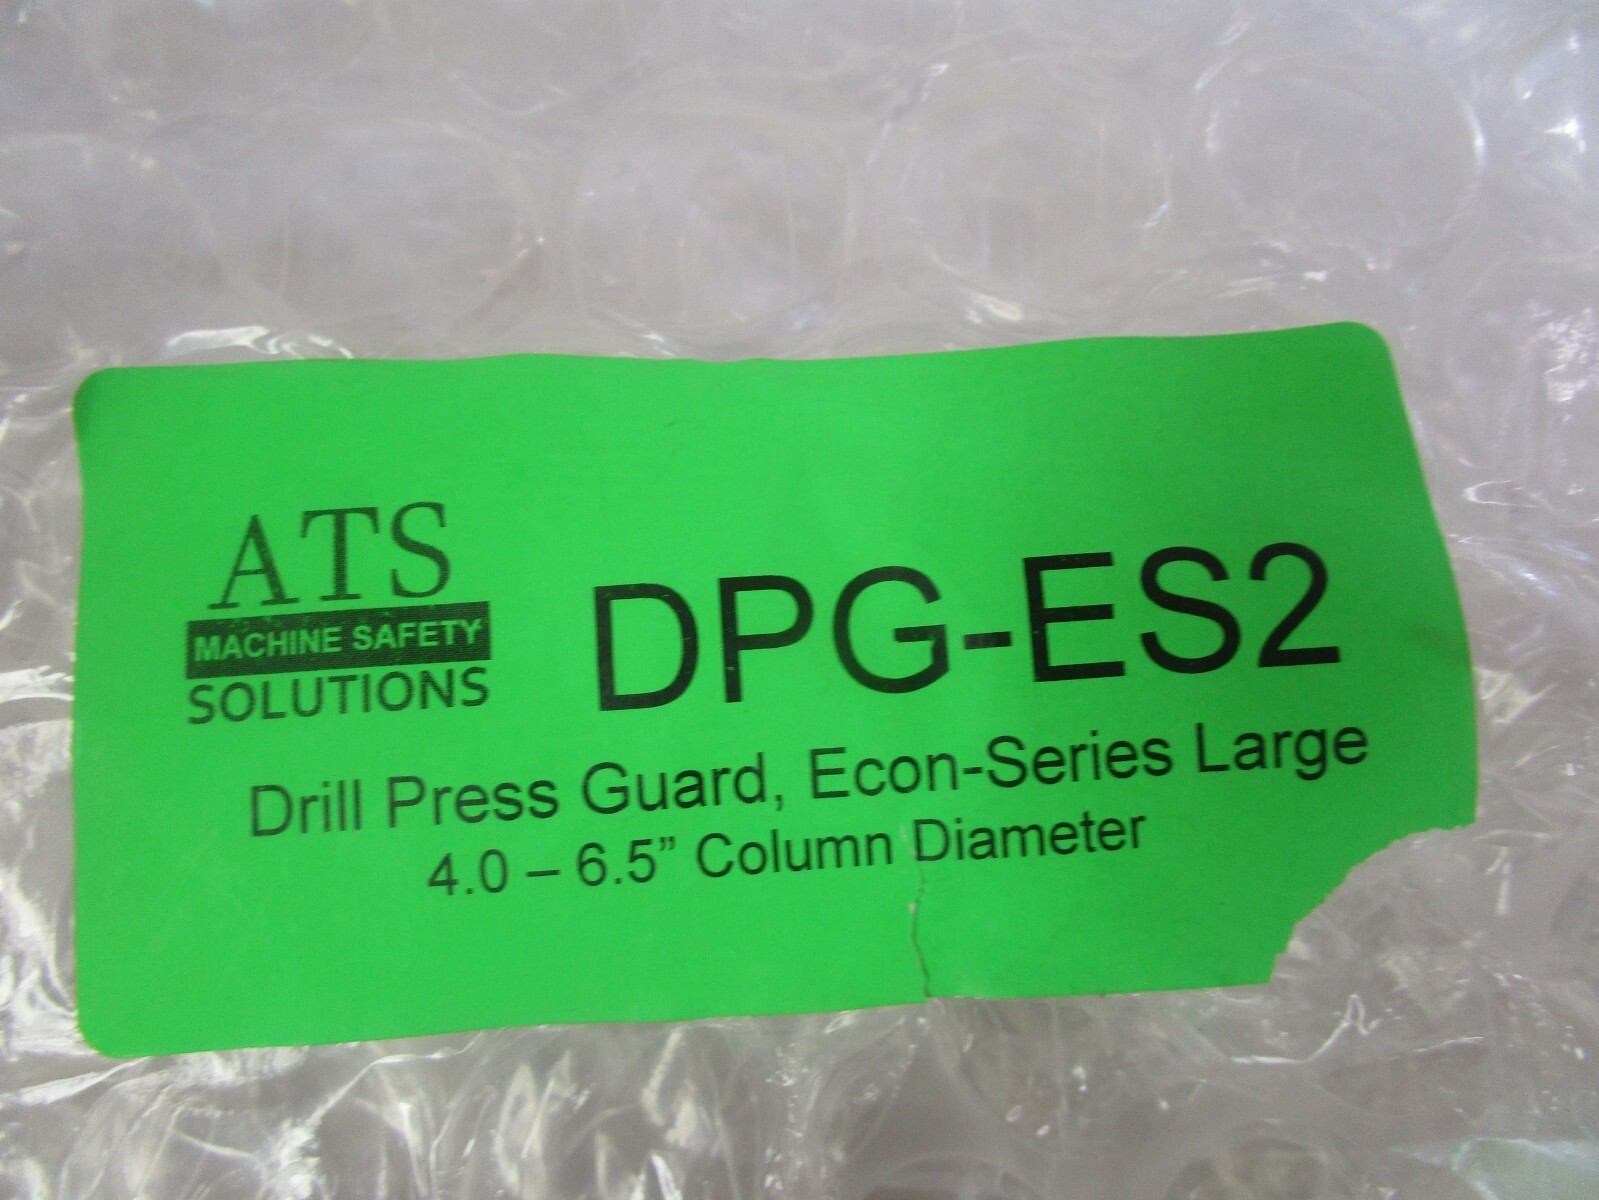 ATS
MACHINE SAFETY
SOLUTIONS
DPG-ES2
Drill Press Guard, Econ-Series Large
4.0 – 6.5” Column Diameter